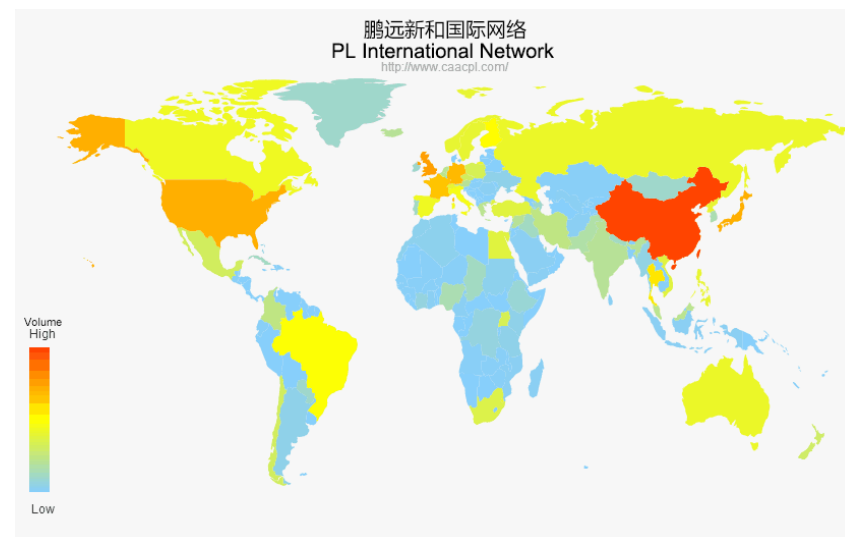 鹏远新和国际网络
PL International Network
http://www.caacpl.com/
Volume
High
Low